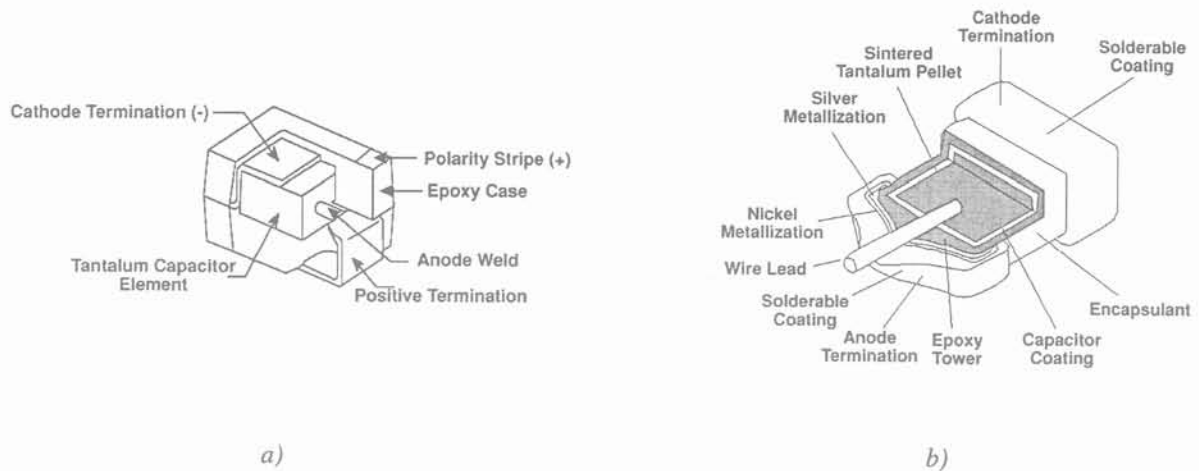 Cathode Termination (-)
Polarity Stripe (+)
Epoxy Case
Tantalum Capacitor
Element
Anode Weld
Positive Termination
a)
Cathode
Termination
Solderable
Coating
Sintered
Tantalum Pellet
Silver
Metallization
Nickel
Metallization
Wire Lead
Solderable
Coating
Anode
Termination
Epoxy
Tower
Capacitor
Coating
Encapsulant
b)